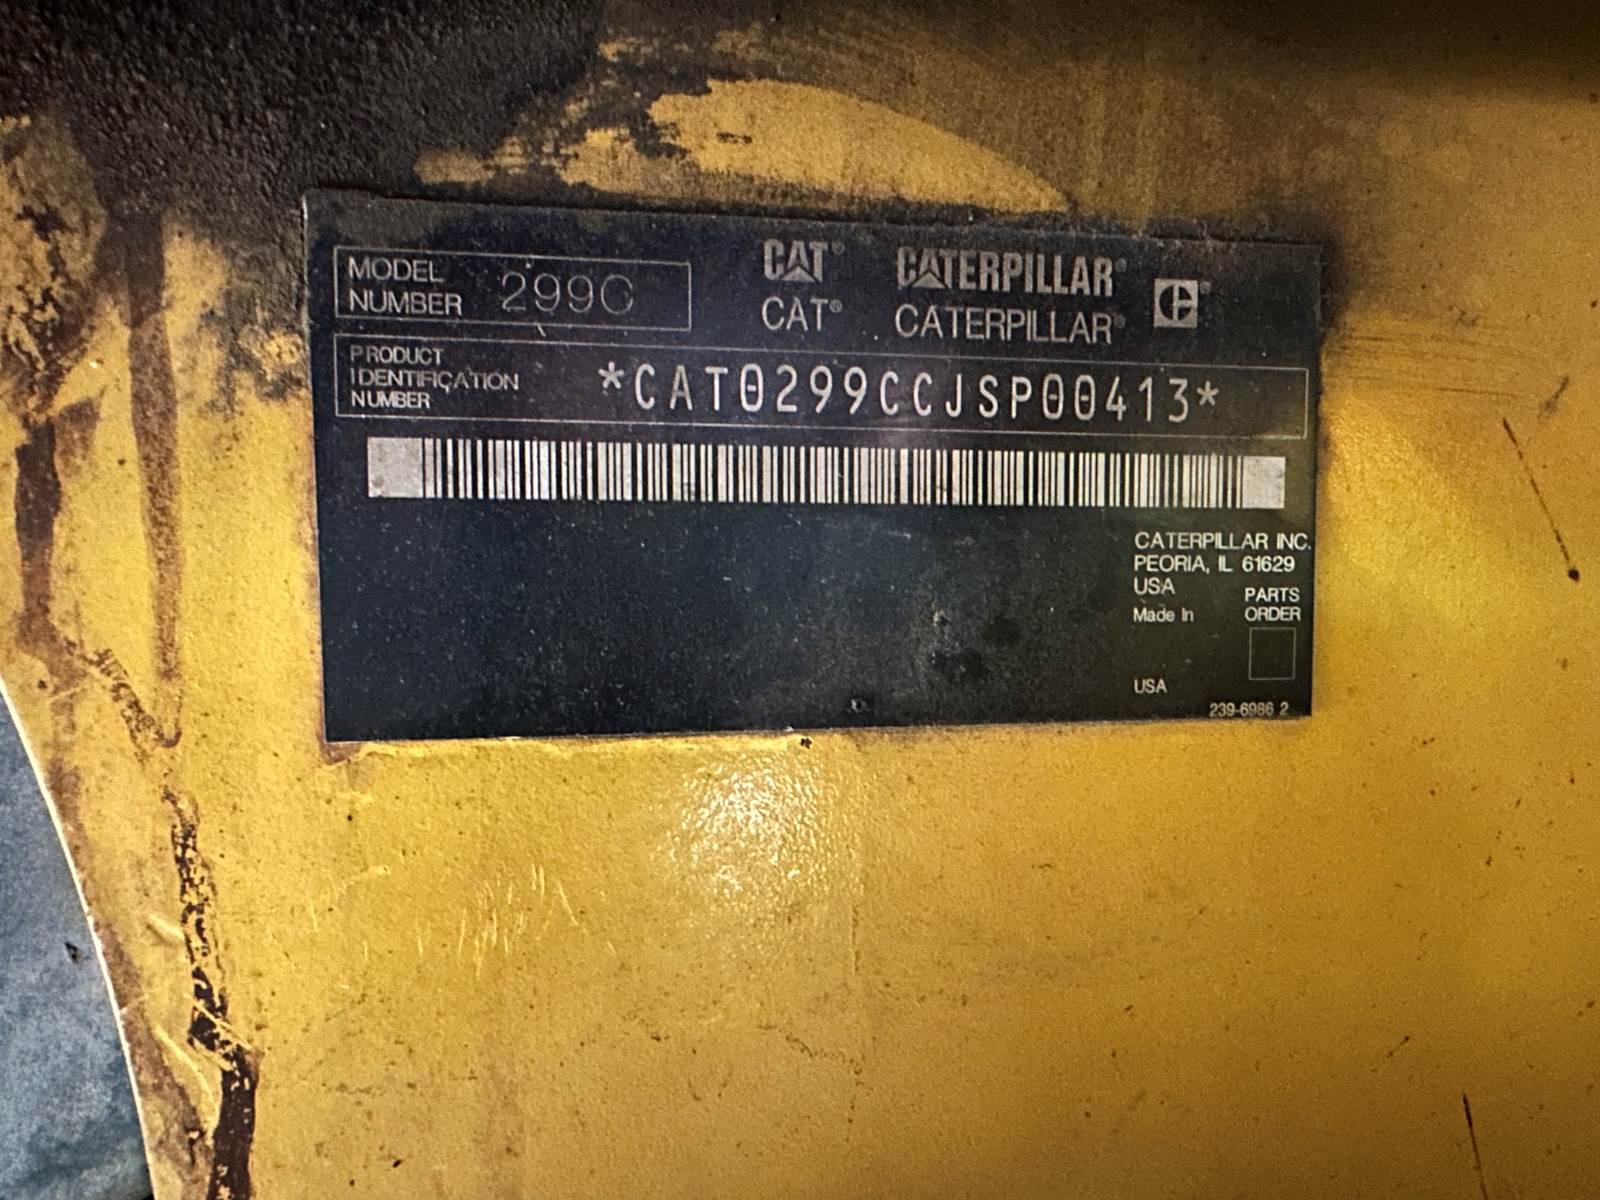 MODEL
NUMBER 299C
CAT® CATERPILLAR®
CAT® CATERPILLAR®
PRODUCT
IDENTIFICATION
NUMBER
*CAT0299CCJSP00413*
CATERPILLAR INC.
PEORIA, IL 61629
USA
PARTS
ORDER
Made In
USA
239-6986 2